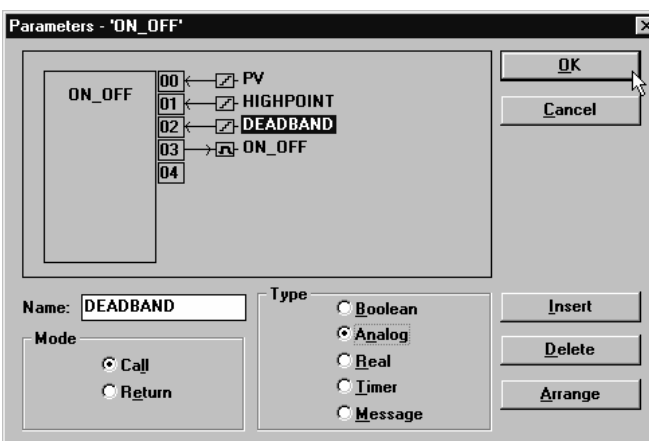 Parameters - 'ON_OFF'
ON_OFF
00 PV
01 HIGHPOINT
02 DEADBAND
03 ON_OFF
04
OK
Cancel
Name: DEADBAND
Mode
Call
Return
Type
Boolean
Analog
Real
Timer
Message
Insert
Delete
Arrange